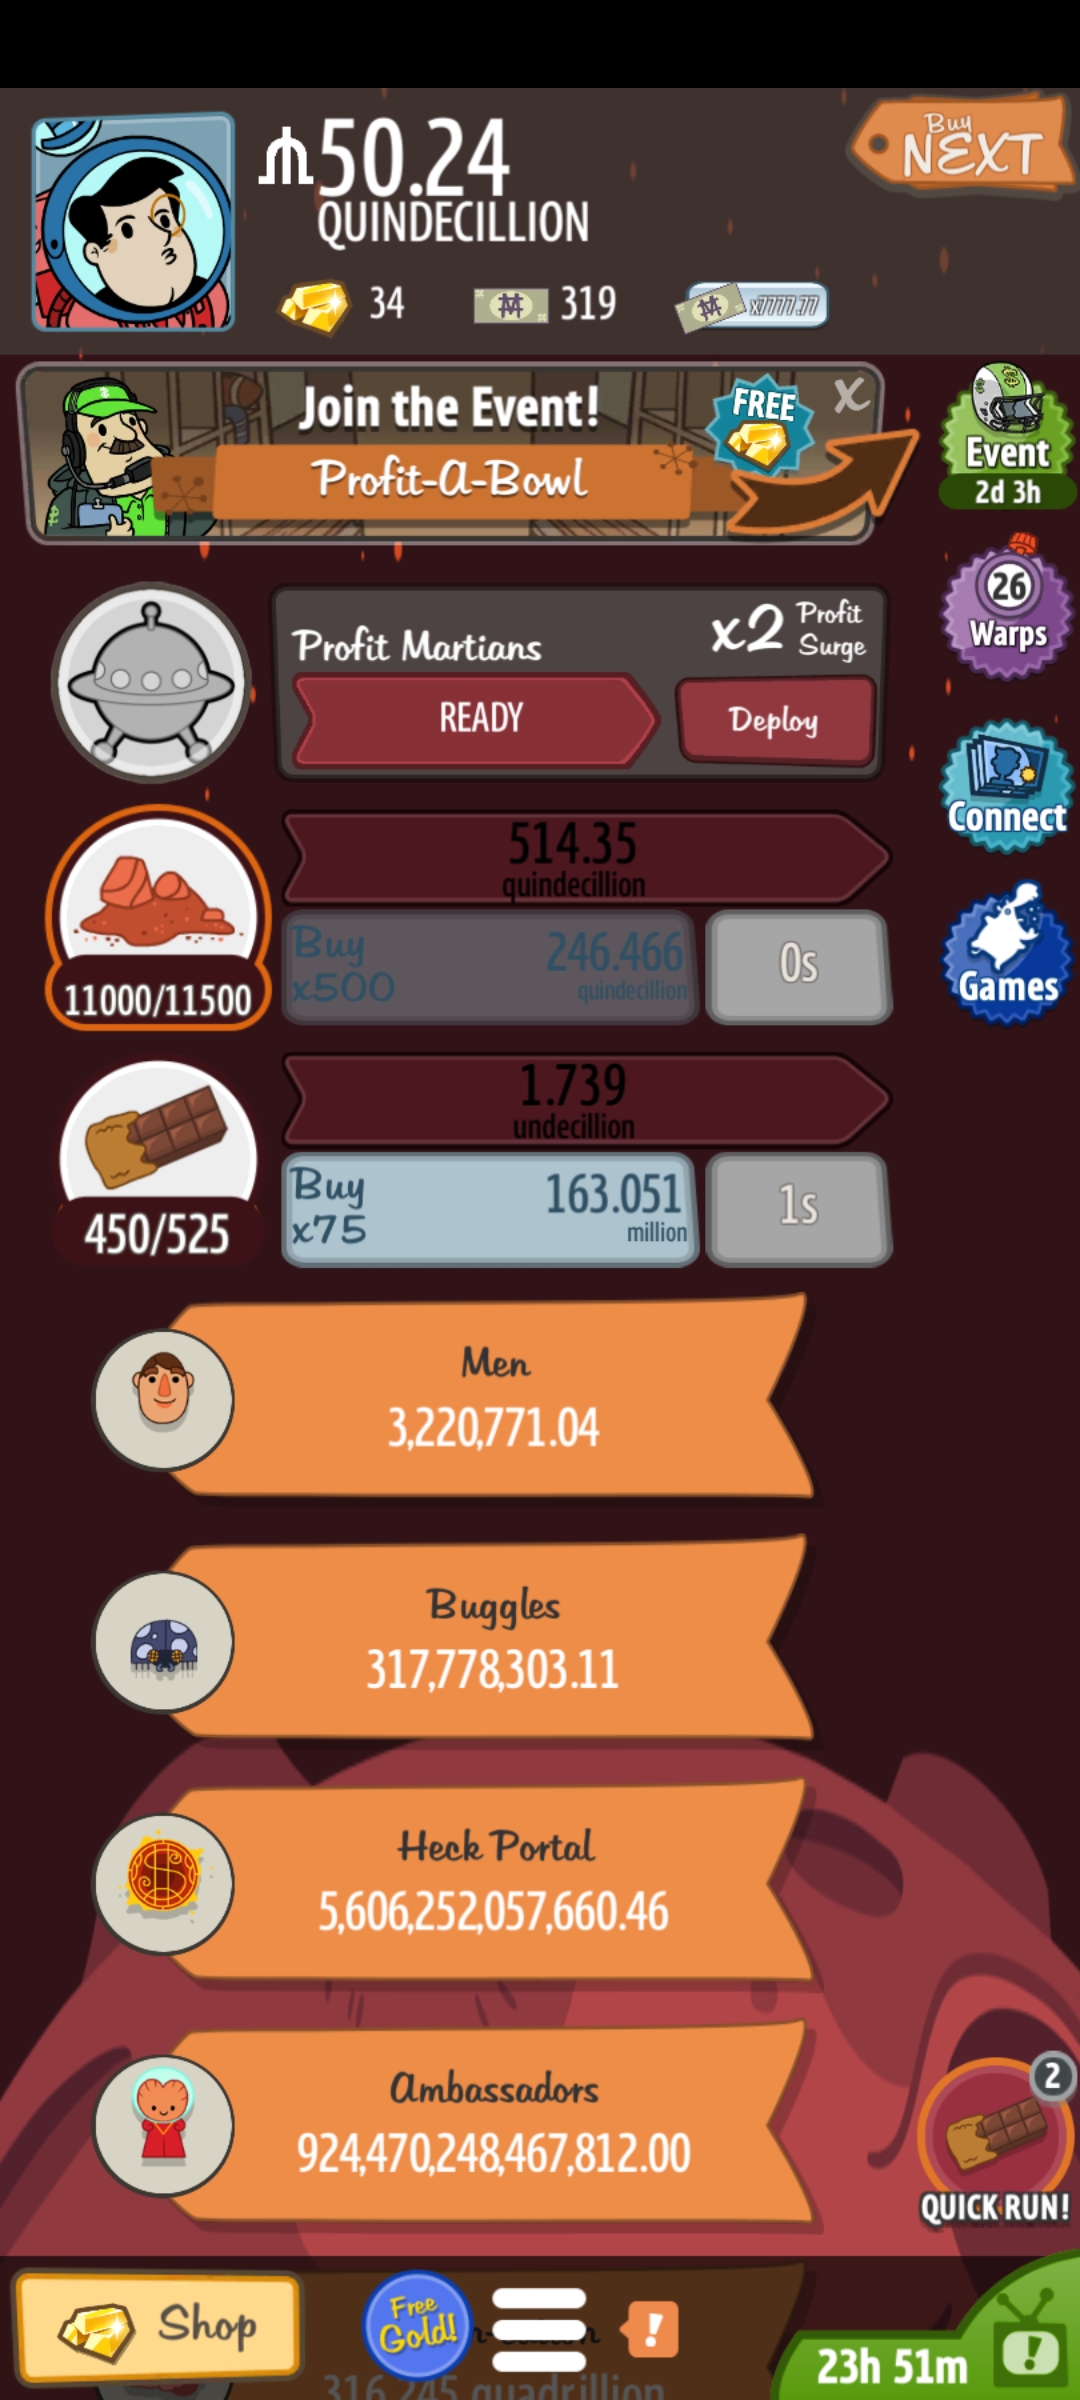 50.24
QUINDECILLION
Buy
NEXT
34
319
x7777.77
Join the Event!
FREE
X
Profit-A-Bowl
Event
2d 3h
26
Warps
Profit Martians
x2 Profit
Surge
READY
Deploy
Connect
514.35
quindecillion
Buy
x500
246.466
quindecillion
0s
11000/11500
Games
1.739
undecillion
Buy
x75
163.051
million
1s
450/525
Men
3,220,771.04
Buggles
317,778,303.11
Heck Portal
5,606,252,057,660.46
Ambassadors
924,470,248,467,812.00
2
QUICK RUN!
Shop
Free
Gold!
!
23h 51m
!
316.245 quadrillion